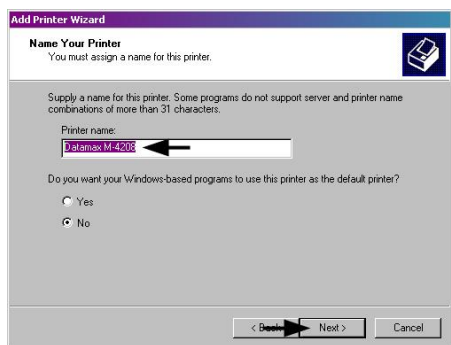 Add Printer Wizard
Name Your Printer
You must assign a name for this printer.
Supply a name for this printer. Some programs do not support server and printer name
combinations of more than 31 characters.
Printer name:
Datamax M-4208
Do you want your Windows-based programs to use this printer as the default printer?
Yes
No
< Back Next > Cancel